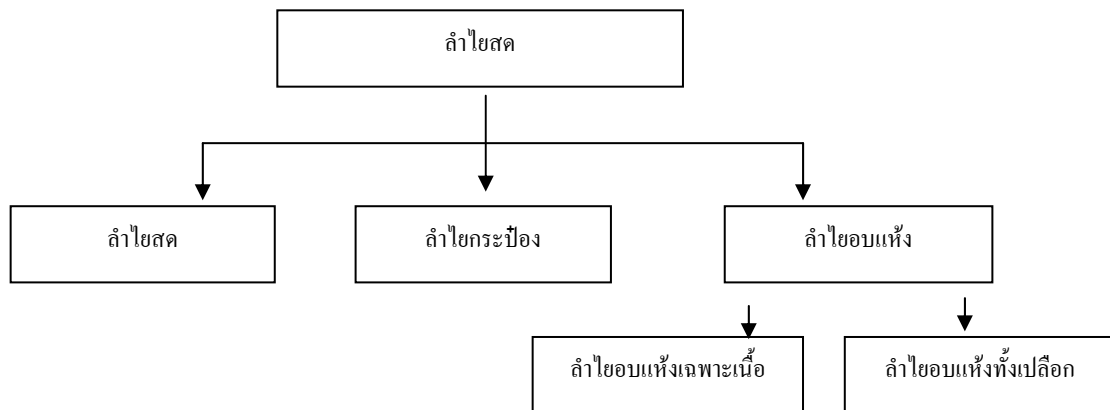 ลำไยสด
ลำไยสด
ลำไยกระป๋อง
ลำไยอบแห้ง
ลำไยอบแห้งเฉพาะเนื้อ
ลำไยอบแห้งทั้งเปลือก